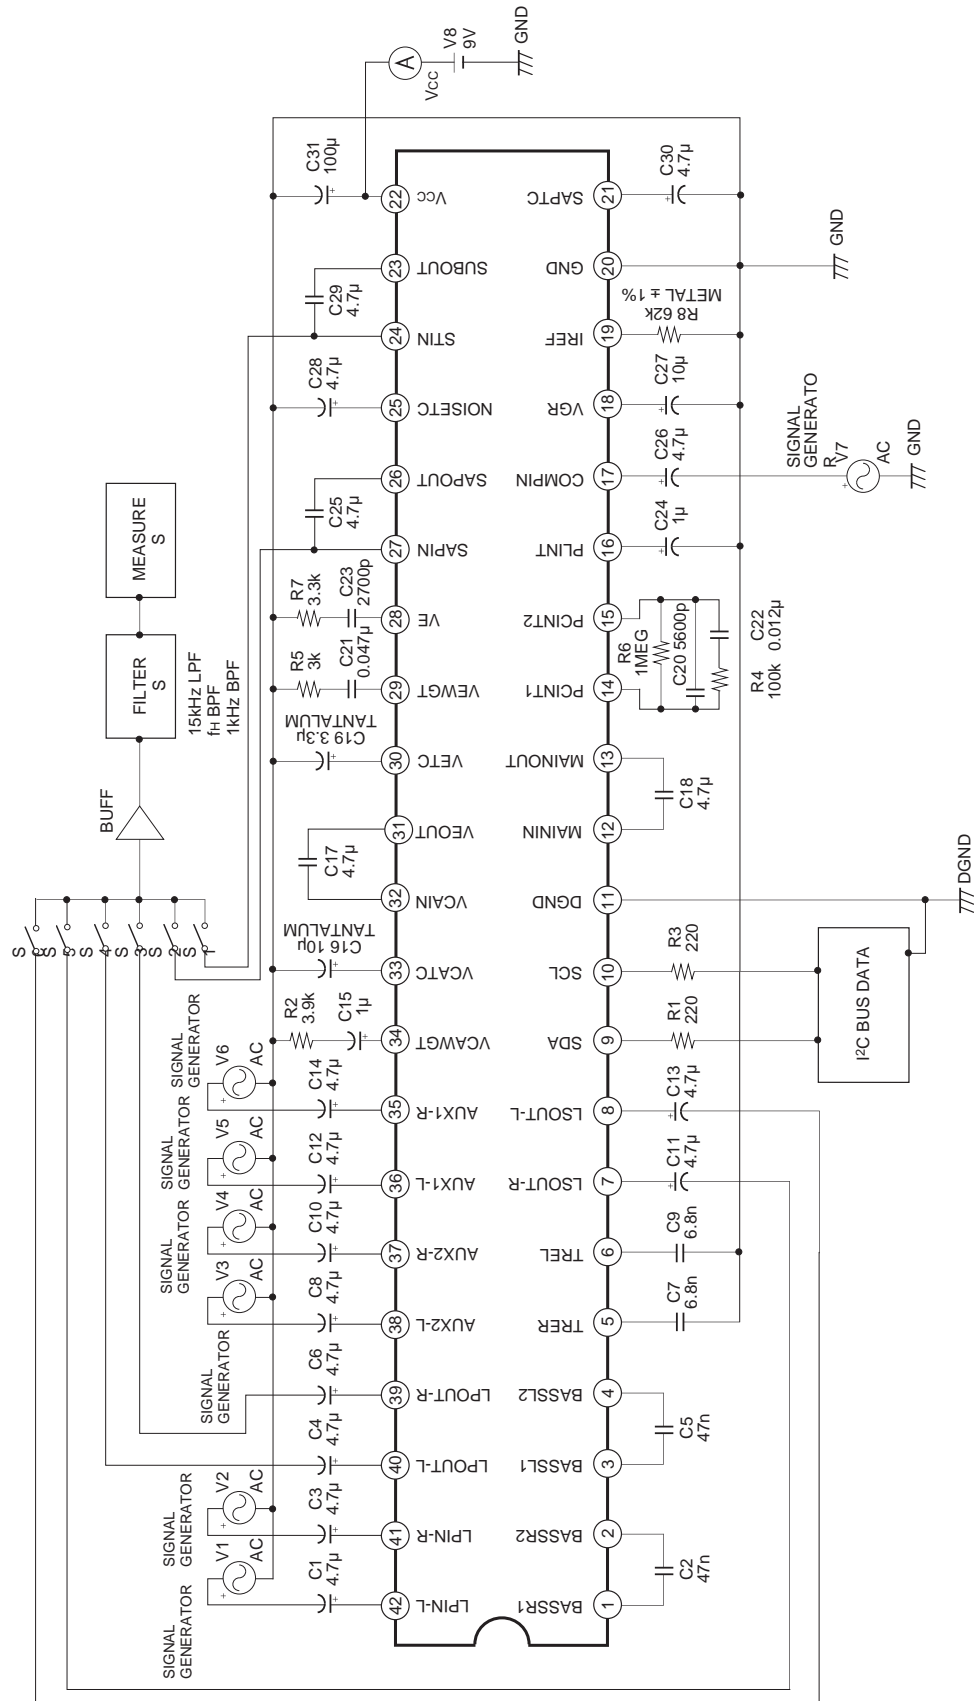 GND
V8
9V
A
Vcc
C31
100µ
C29
4.7µ
C28
4.7µ
C25
4.7µ
R7
3.3k
C23
2700p
R5
3k
C21
0.047µ
C19 3.3µ
TANTALUM
C17
4.7µ
C16 10µ
TANTALUM
R2
3.9k
C15
1µ
MEASURE
S
FILTER
S
15kHz LPF
fH BPF
1kHz BPF
BUFF
S
1
S
2
S
3
S
4
S
5
S
6
SIGNAL
GENERATOR
V6
AC
C14
4.7µ
SIGNAL
GENERATOR
V5
AC
C12
4.7µ
SIGNAL
GENERATOR
V4
AC
C10
4.7µ
SIGNAL
GENERATOR
V3
AC
C8
4.7µ
C6
4.7µ
C4
4.7µ
SIGNAL
GENERATOR
V2
AC
C3
4.7µ
SIGNAL
GENERATOR
V1
AC
C1
4.7µ
22
Vcc
23
SUBOUT
24
STIN
25
NOISETC
26
SAPOUT
27
SAPIN
28
VE
29
VEWGT
30
VETC
31
VEOUT
32
VCAIN
33
VCATC
34
VCAWGT
35
AUX1-R
36
AUX1-L
37
AUX2-R
38
AUX2-L
39
LPOUT-R
40
LPOUT-L
41
LPIN-R
42
LPIN-L
SAPTC
21
GND
20
IREF
19
VGR
18
COMPIN
17
PLINT
16
PCINT2
15
PCINT1
14
MAINOUT
13
MAININ
12
DGND
11
SCL
10
SDA
9
LSOUT-L
8
LSOUT-R
7
TREL
6
TRER
5
BASSL2
4
BASSL1
3
BASSR2
2
BASSR1
1
C30
4.7µ
GND
R8 62k
METAL ± 1%
C27
10µ
C26
4.7µ
SIGNAL
GENERATO
R
V7
AC
GND
C24
1µ
R6
1MEG
C20 5600p
C22
0.012µ
R4
100k
C18
4.7µ
DGND
R3
220
R1
220
I²C BUS DATA
C13
4.7µ
C11
4.7µ
C9
6.8n
C7
6.8n
C5
47n
C2
47n